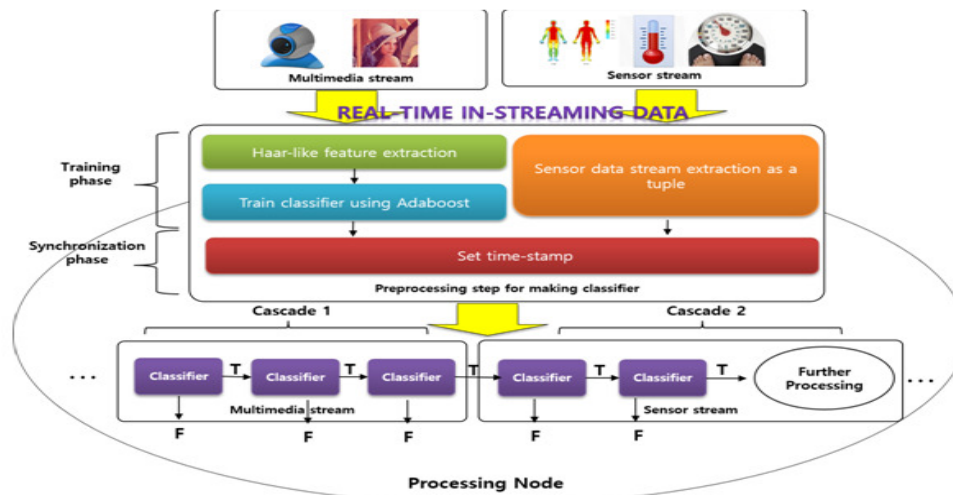 Multimedia stream
Sensor stream
REAL-TIME IN-STREAMING DATA
Training
phase
Haar-like feature extraction
Train classifier using Adaboost
Sensor data stream extraction as a
tuple
Synchronization
phase
Set time-stamp
Preprocessing step for making classifier
Cascade 1
Cascade 2
...
Classifier
T
Classifier
T
Classifier
T
Classifier
T
Classifier
T
Further
Processing
...
Multimedia stream
Sensor stream
F
F
F
F
F
Processing Node